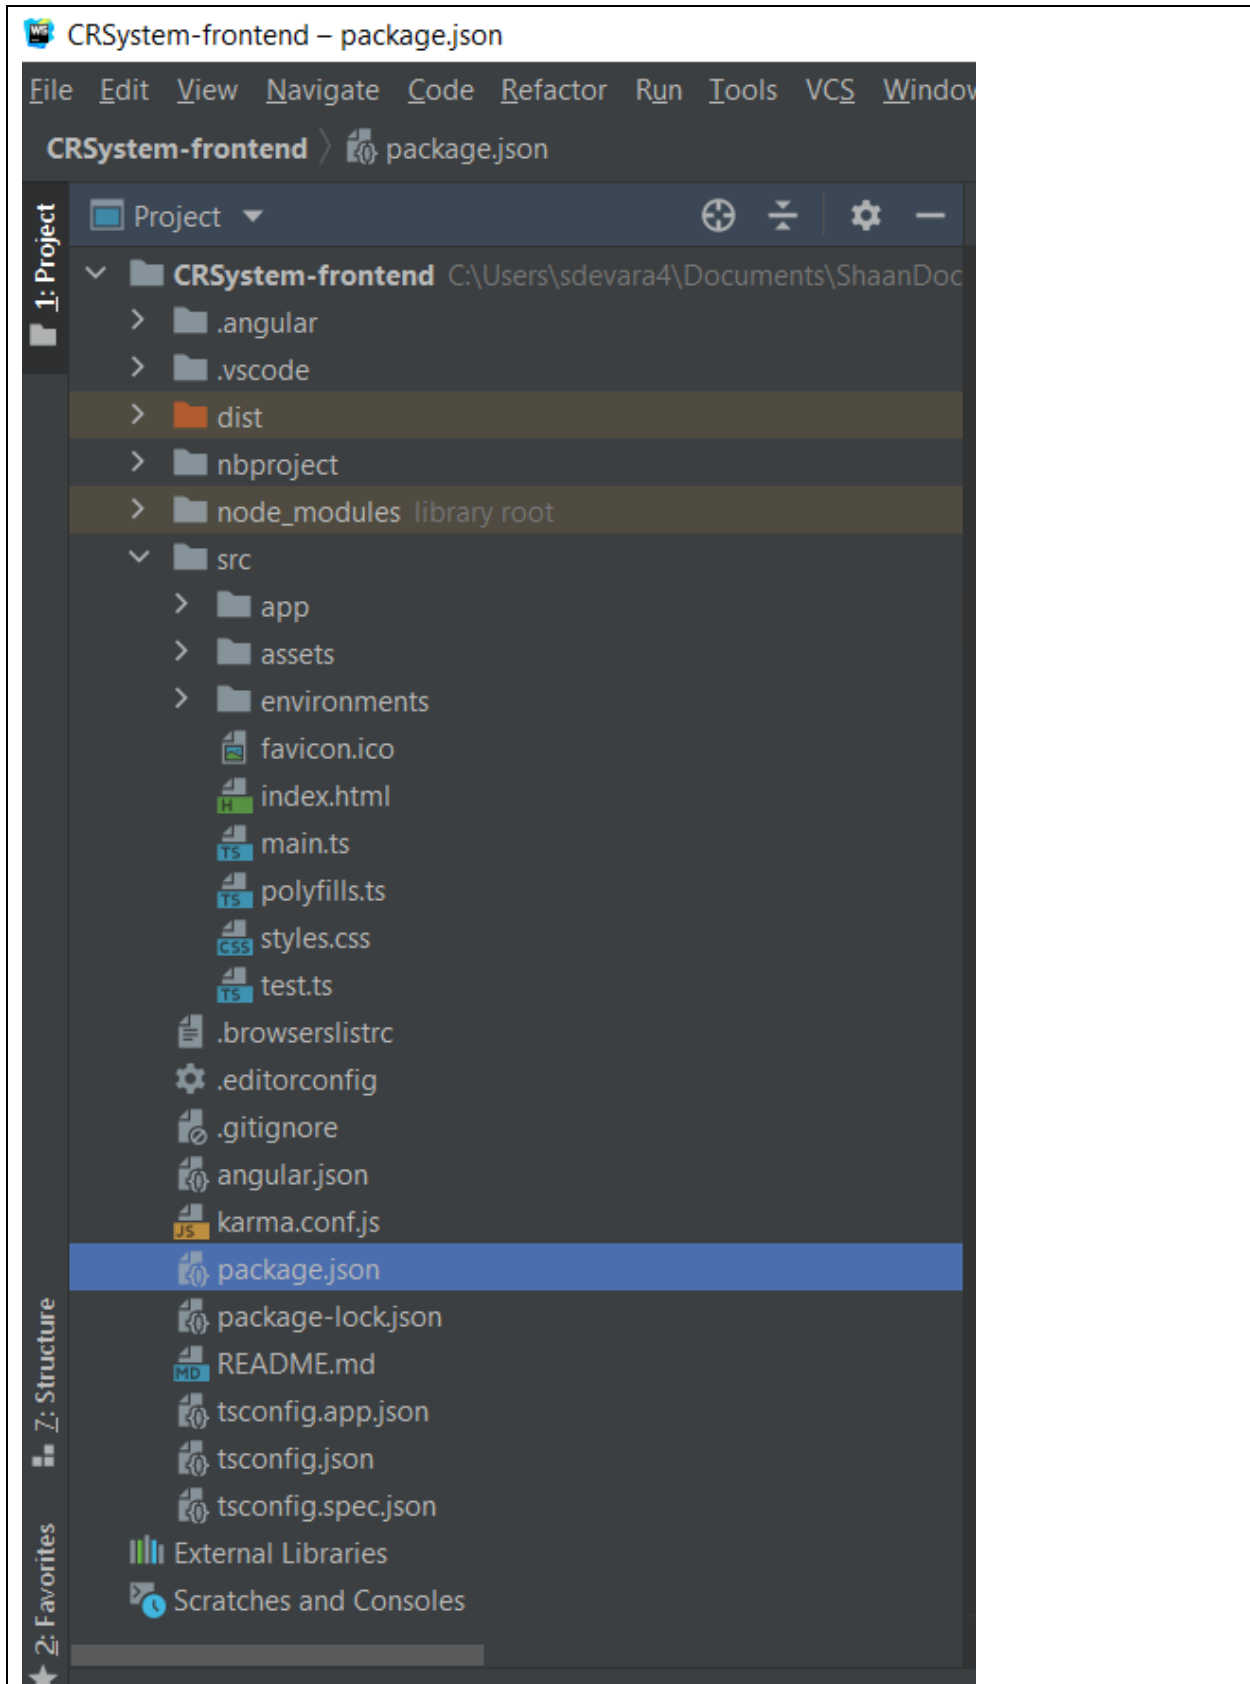 CRSystem-frontend – package.json
File Edit View Navigate Code Refactor Run Tools VCS Window
CRSystem-frontend package.json
1: Project
Project
CRSystem-frontend C:\Users\sdevara4\Documents\ShaanDoc
.angular
.vscode
dist
nbproject
node_modules library root
src
app
assets
environments
favicon.ico
index.html
main.ts
polyfills.ts
styles.css
test.ts
.browserslistrc
.editorconfig
.gitignore
angular.json
karma.conf.js
package.json
package-lock.json
README.md
tsconfig.app.json
tsconfig.json
tsconfig.spec.json
External Libraries
Scratches and Consoles
7: Structure
2: Favorites